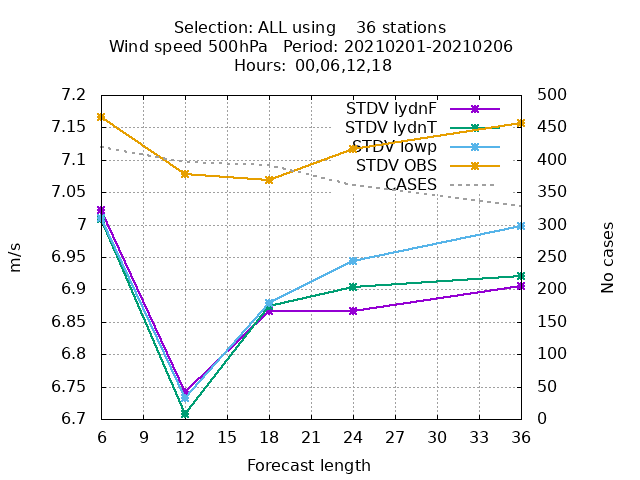 Selection: ALL using    36 stations
Wind speed 500hPa   Period: 20210201-20210206
Hours: 00,06,12,18
STDV lydnF
STDV lydnT
STDV lowp
STDV OBS
CASES
7.2
7.15
7.1
7.05
7
6.95
6.9
6.85
6.8
6.75
6.7
m/s
500
450
400
350
300
250
200
150
100
50
0
No cases
6 9 12 15 18 21 24 27 30 33 36
Forecast length